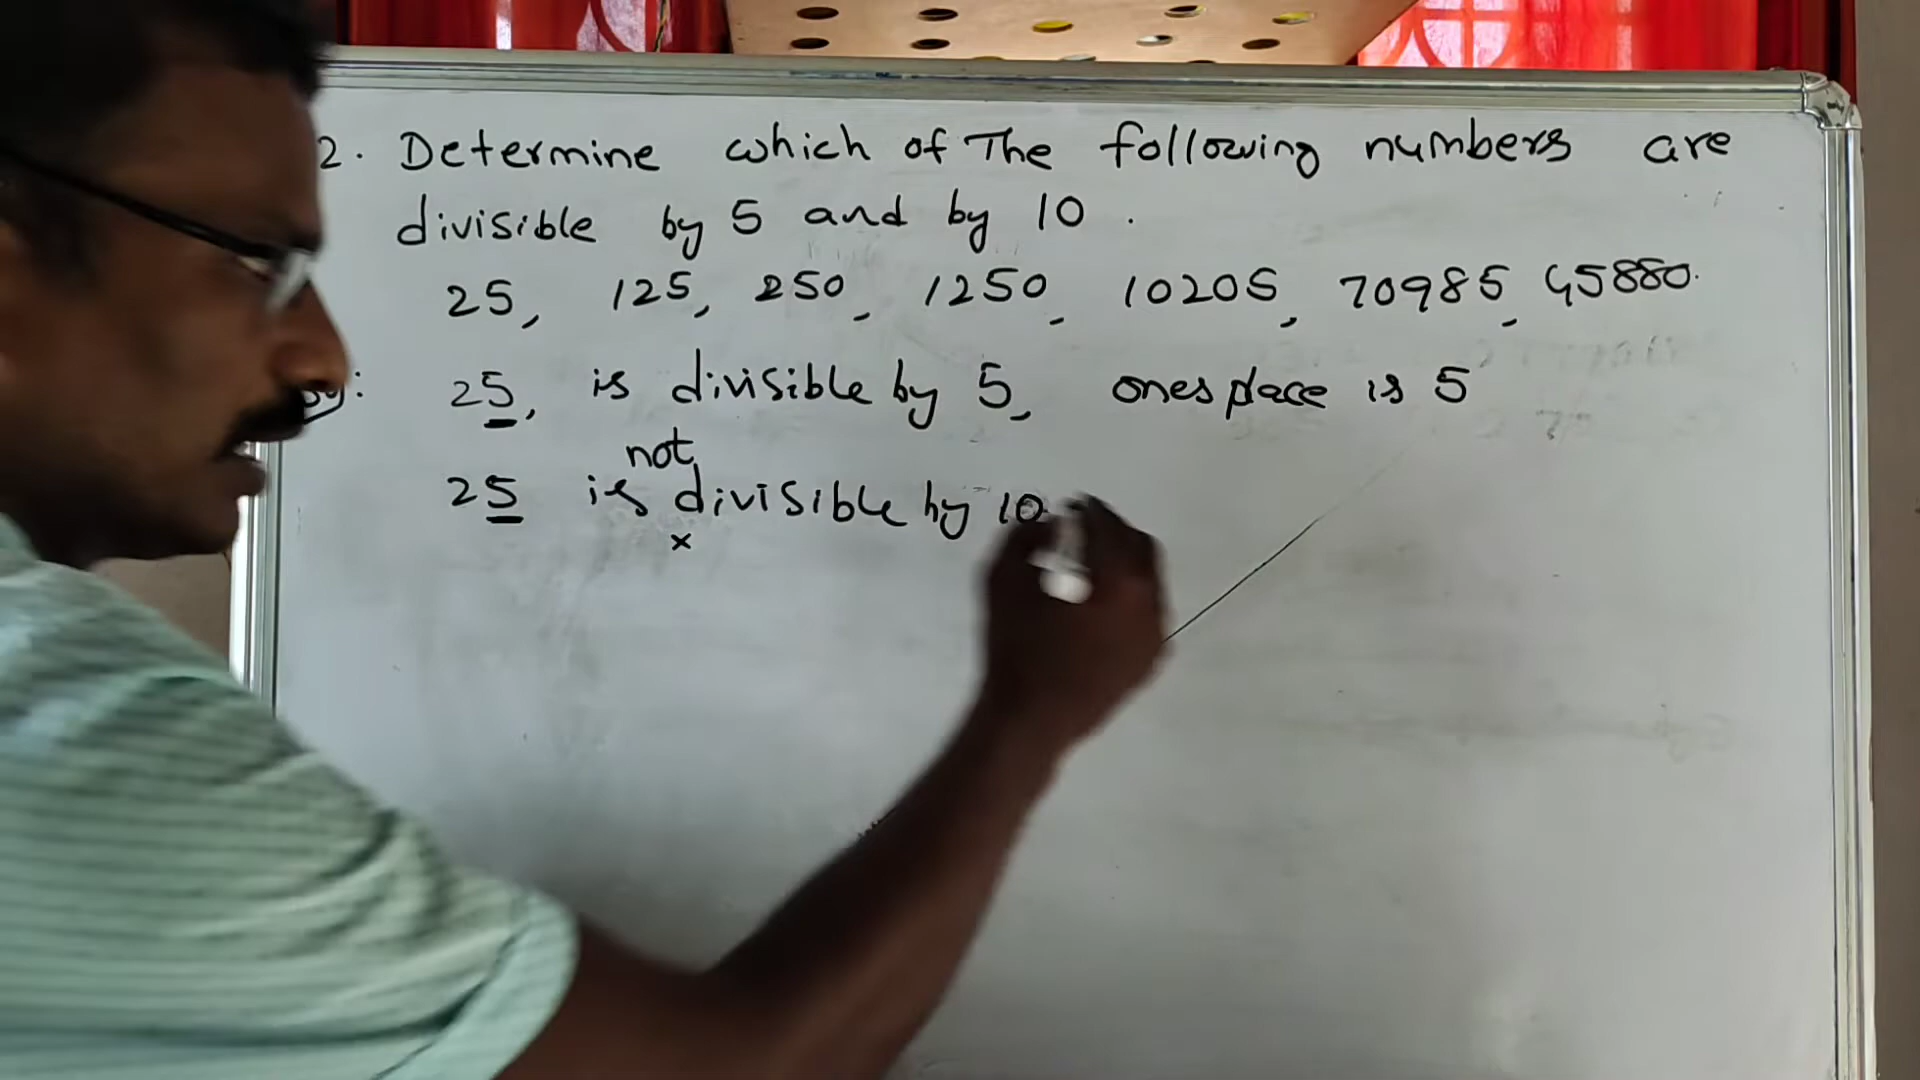 2. Determine which of The following numbers are
divisible by 5 and by 10.
25, 125, 250, 1250, 10205, 70985, 45880.
25, is divisible by 5, ones place is 5
not
25 is divisible by 10
x